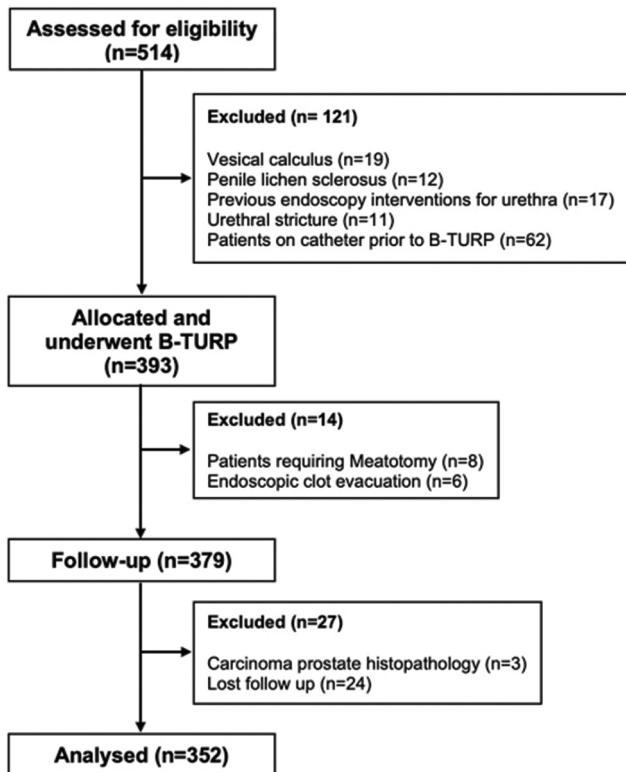 Assessed for eligibility
(n=514)
Excluded (n= 121)
Vesical calculus (n=19)
Penile lichen sclerosus (n=12)
Previous endoscopy interventions for urethra (n=17)
Urethral stricture (n=11)
Patients on catheter prior to B-TURP (n=62)
Allocated and
underwent B-TURP
(n=393)
Excluded (n=14)
Patients requiring Meatotomy (n=8)
Endoscopic clot evacuation (n=6)
Follow-up (n=379)
Excluded (n=27)
Carcinoma prostate histopathology (n=3)
Lost follow up (n=24)
Analysed (n=352)